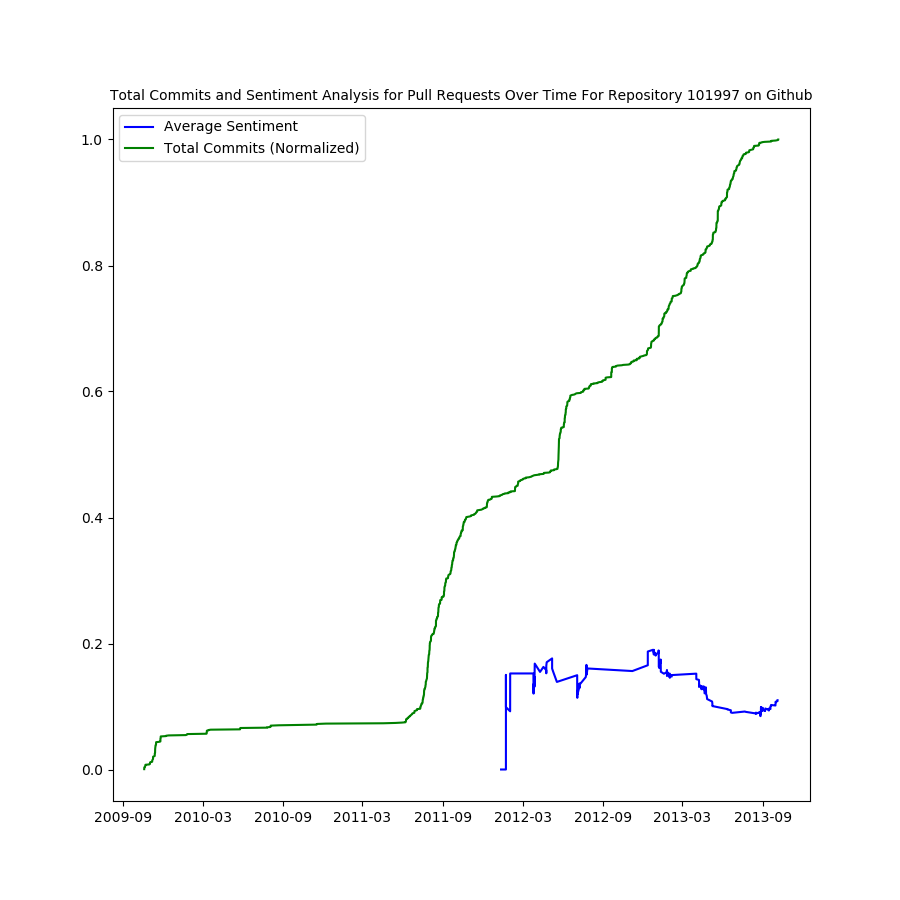 Total Commits and Sentiment Analysis for Pull Requests Over Time For Repository 101997 on Github
Average Sentiment
Total Commits (Normalized)
1.0
0.8
0.6
0.4
0.2
0.0
2009-09 2010-03 2010-09 2011-03 2011-09 2012-03 2012-09 2013-03 2013-09